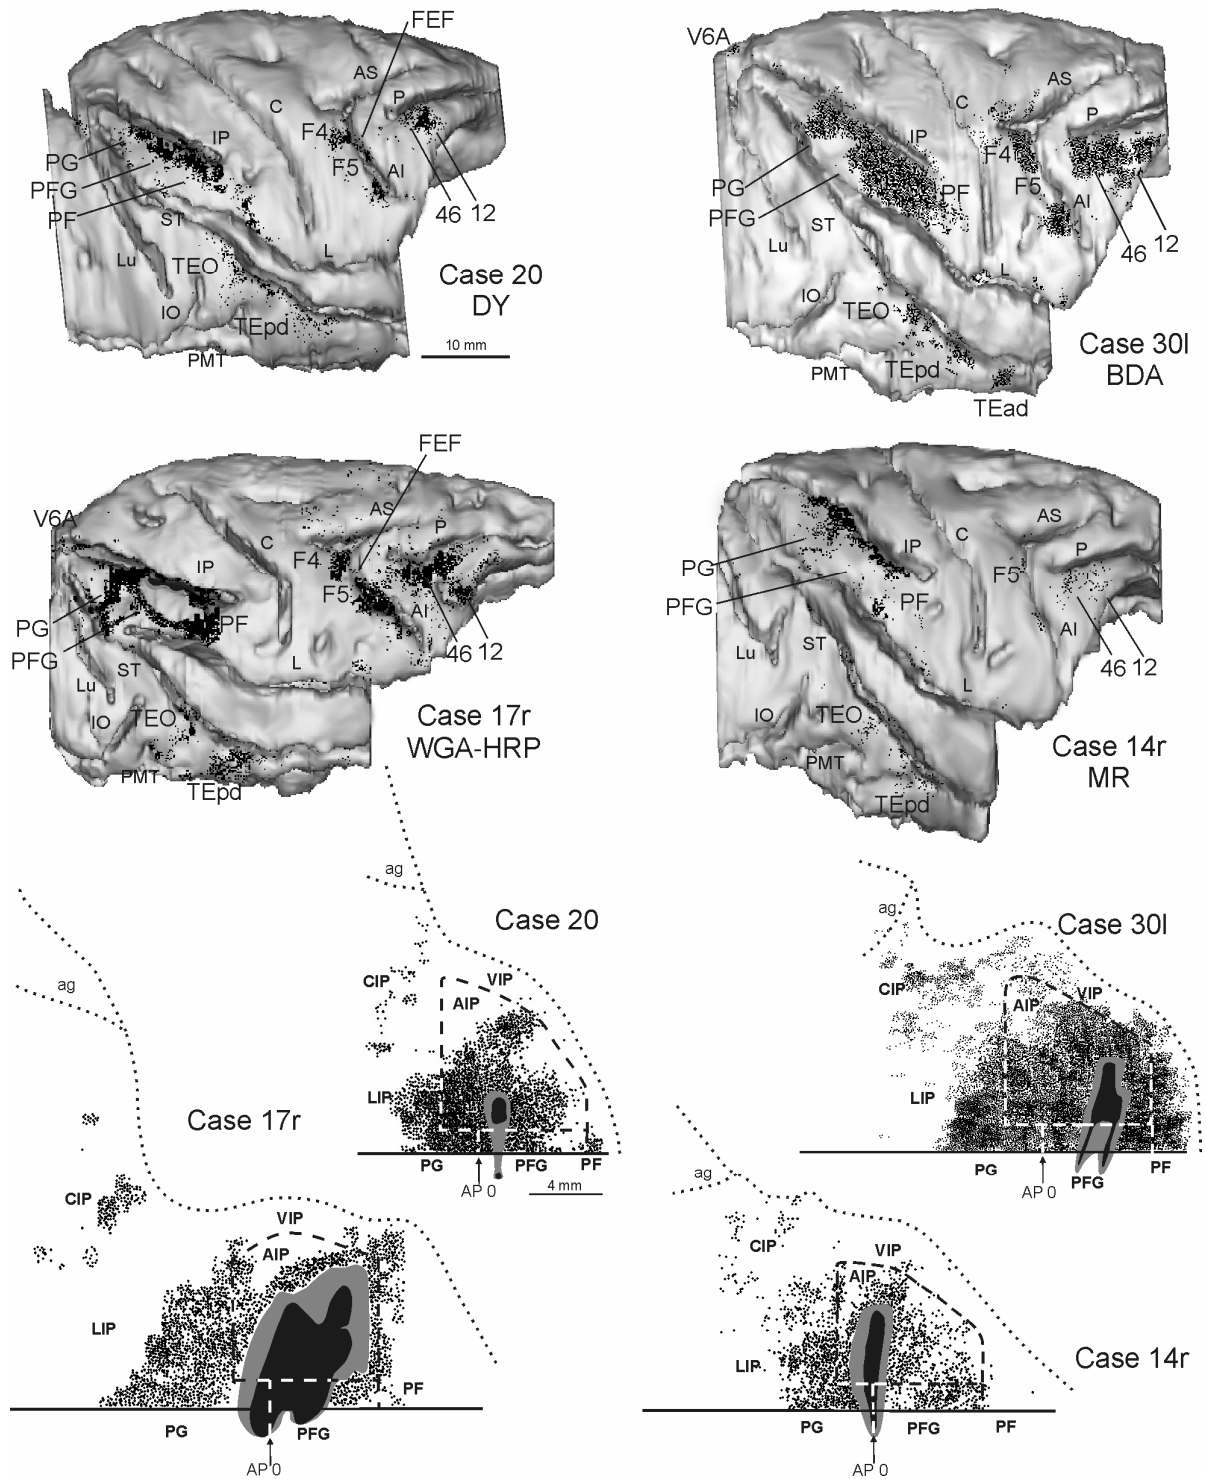 FEF
AS
P
C
F4
IP
PG
F5
AI
PFG
PF
ST
46
12
L
Lu
TEO
Case 20
DY
IO
TEpd
10 mm
PMT
V6A
AS
P
C
IP
F4
PG
F5
PF
PFG
AI
ST
46
12
Lu
L
IO
TEO
Case 30l
BDA
PMT
TEpd
TEad
FEF
V6A
AS
P
C
F4
IP
F5
AI
PG
PF
PFG
46
12
ST
L
Lu
IO
TEO
Case 17r
WGA-HRP
PMT
TEpd
AS
C
P
IP
PG
F5
PFG
PF
AI
ST
46
12
Lu
L
IO
TEO
Case 14r
MR
PMT
TEpd
ag
Case 20
CIP
VIP
AIP
LIP
PG
PFG
PF
AP 0
4 mm
ag
Case 30l
CIP
VIP
AIP
LIP
PG
PFG
PF
AP 0
ag
Case 17r
CIP
VIP
AIP
LIP
PF
PG
PFG
AP 0
ag
CIP
VIP
AIP
LIP
Case 14r
PG
PFG
PF
AP 0